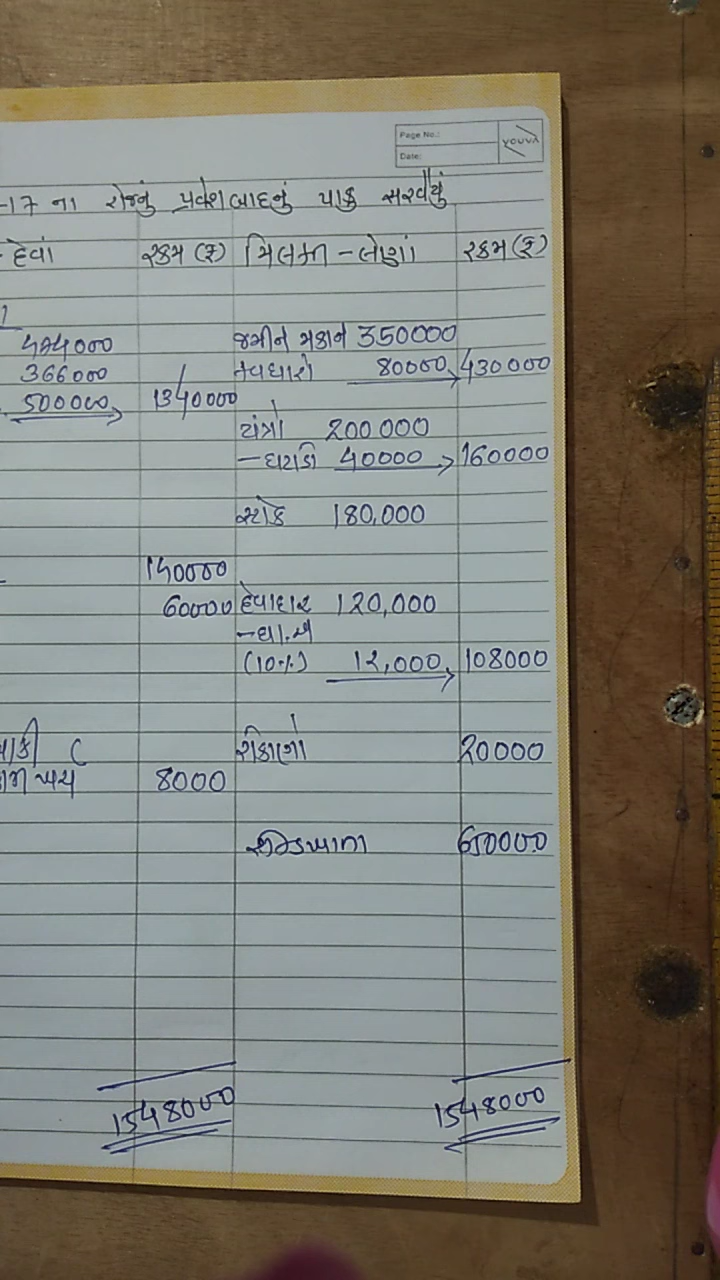 Page No.:
Date:
YOUVA
-17 ના રોજનું પ્રવેશ બાદનું પાકુ સરવૈયું
દેવાં રકમ (₹) મિલકત - લેણાં રકમ (₹)
474000 જમીન મકાન 350000
366000 +વધારો 80000 430000
500000 1340000
યંત્રો 200000
-ઘટાડો 40000 160000
સ્ટોક 180,000
140000
60000 દેવાદાર 120,000
-ઘા.અ
(10%) 12,000 108000
બાકી C રોકાણો 20000
ખર્ચ 8000
રોકડખાતા 650000
1548000 1548000